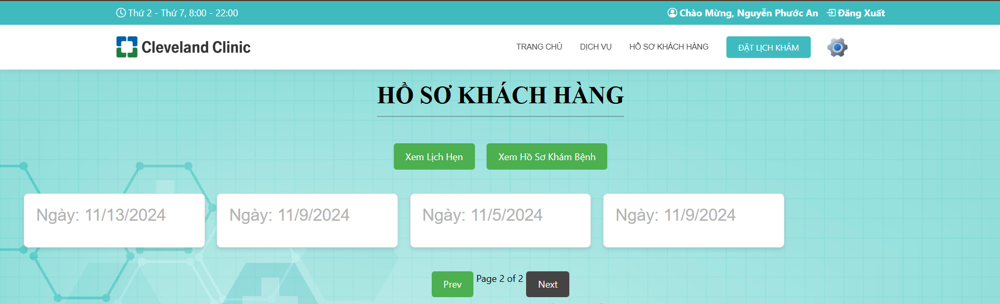 Thứ 2 - Thứ 7, 8:00 - 22:00
Chào Mừng, Nguyễn Phước An
Đăng Xuất
Cleveland Clinic
TRANG CHỦ
DỊCH VỤ
HỒ SƠ KHÁCH HÀNG
ĐẶT LỊCH KHÁM
HỒ SƠ KHÁCH HÀNG
Xem Lịch Hẹn
Xem Hồ Sơ Khám Bệnh
Ngày: 11/13/2024
Ngày: 11/9/2024
Ngày: 11/5/2024
Ngày: 11/9/2024
Prev
Page 2 of 2
Next